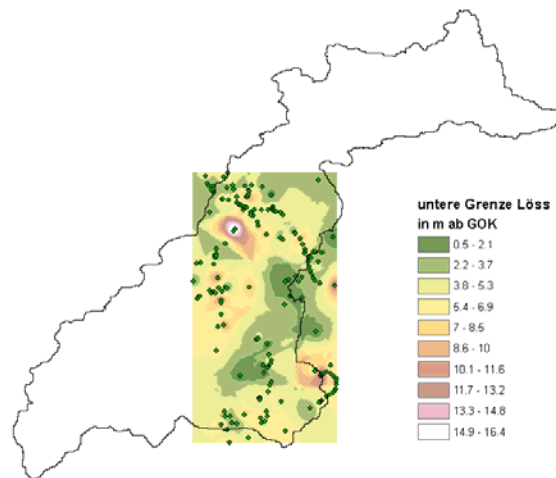 untere Grenze Löss
in m ab GOK
0.5 - 2.1
2.2 - 3.7
3.8 - 5.3
5.4 - 6.9
7 - 8.5
8.6 - 10
10.1 - 11.6
11.7 - 13.2
13.3 - 14.8
14.9 - 16.4